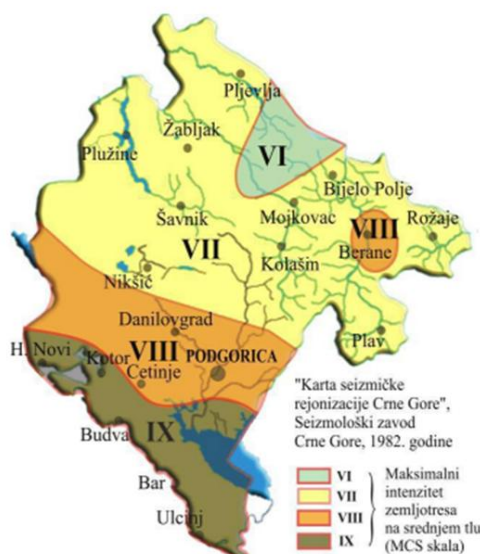 Pljevlja
Žabljak
VI
Plužine
Bijelo Polje
Mojkovac
Šavnik
VIII
Rožaje
VII
Berane
Kolašin
Nikšić
Danilovgrad
Plav
VIII
PODGORICA
H. Novi
Kotor
Cetinje
IX
Budva
Bar
Ulcinj
"Karta seizmičke
rejonizacije Crne Gore",
Seizmološki zavod
Crne Gore, 1982. godine
VI
VII
VIII
IX
Maksimalni
intenzitet
zemljotresa
na srednjem tlu
(MCS skala)